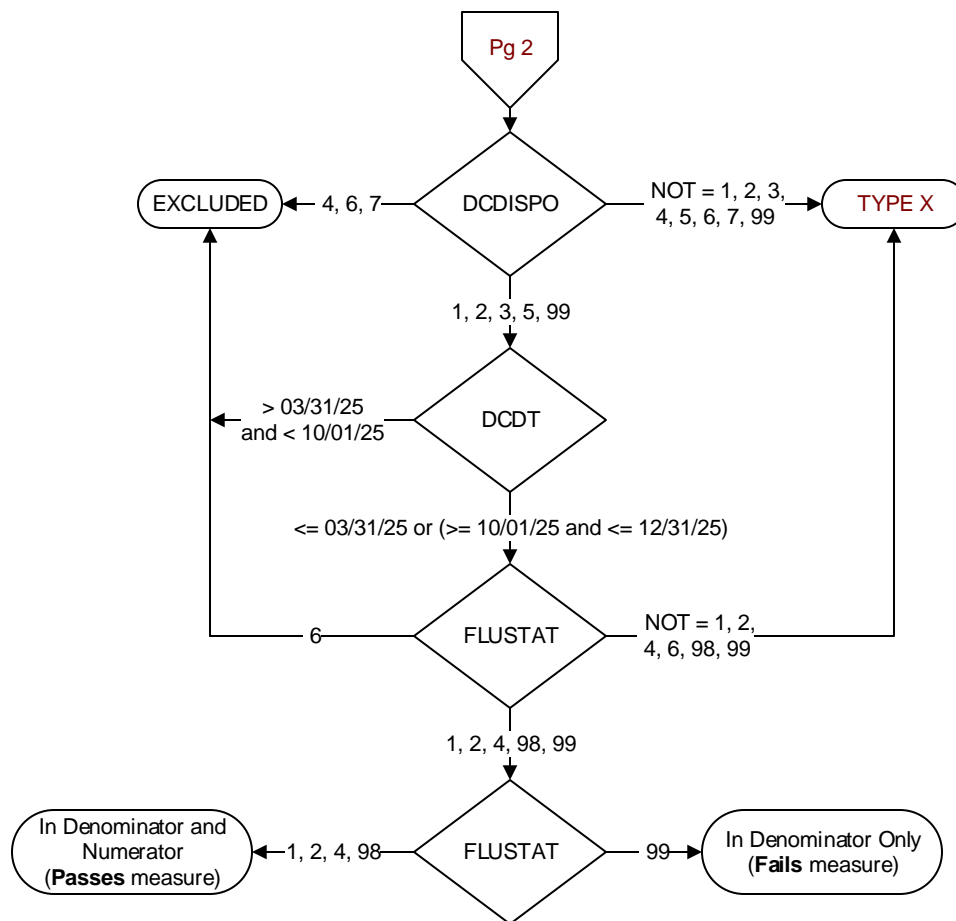 Pg 2
EXCLUDED
4, 6, 7
DCDISPO
NOT = 1, 2, 3,
4, 5, 6, 7, 99
TYPE X
1, 2, 3, 5, 99
> 03/31/25
and < 10/01/25
DCDT
<= 03/31/25 or (>= 10/01/25 and <= 12/31/25)
6
FLUSTAT
NOT = 1, 2,
4, 6, 98, 99
1, 2, 4, 98, 99
In Denominator and
Numerator
(Passes measure)
1, 2, 4, 98
FLUSTAT
99
In Denominator Only
(Fails measure)